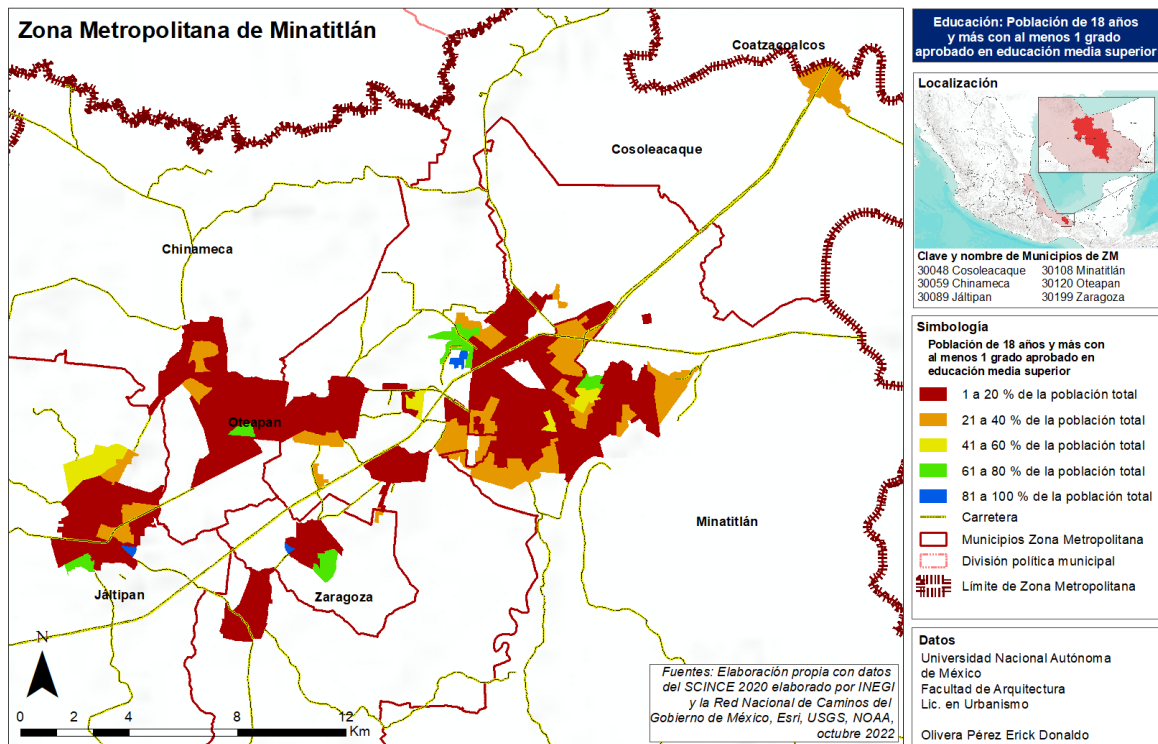 Zona Metropolitana de Minatitlán
Coatzacoalcos
Cosoleacaque
Chinameca
Oteapan
Minatitlán
Jáltipan
Zaragoza
N
0 2 4 8 12
Km
Fuentes: Elaboración propia con datos
del SCINCE 2020 elaborado por INEGI
y la Red Nacional de Caminos del
Gobierno de México, Esri, USGS, NOAA,
octubre 2022
Educación: Población de 18 años
y más con al menos 1 grado
aprobado en educación media superior
Localización
Clave y nombre de Municipios de ZM
30048 Cosoleacaque 30108 Minatitlán
30059 Chinameca 30120 Oteapan
30089 Jáltipan 30199 Zaragoza
Simbología
Población de 18 años y más con
al menos 1 grado aprobado en
educación media superior
1 a 20 % de la población total
21 a 40 % de la población total
41 a 60 % de la población total
61 a 80 % de la población total
81 a 100 % de la población total
Carretera
Municipios Zona Metropolitana
División política municipal
Límite de Zona Metropolitana
Datos
Universidad Nacional Autónoma
de México
Facultad de Arquitectura
Lic. en Urbanismo
Olivera Pérez Erick Donaldo